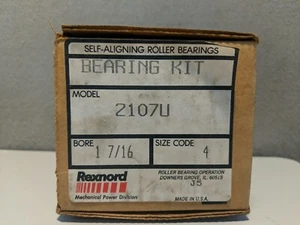 SELF-ALIGNING ROLLER BEARINGS
BEARING KIT
MODEL
2107U
BORE
1 7/16
SIZE CODE
4
Rexnord
Mechanical Power Division
ROLLER BEARING OPERATION
DOWNERS GROVE, IL 60515
JS
MADE IN U.S.A.